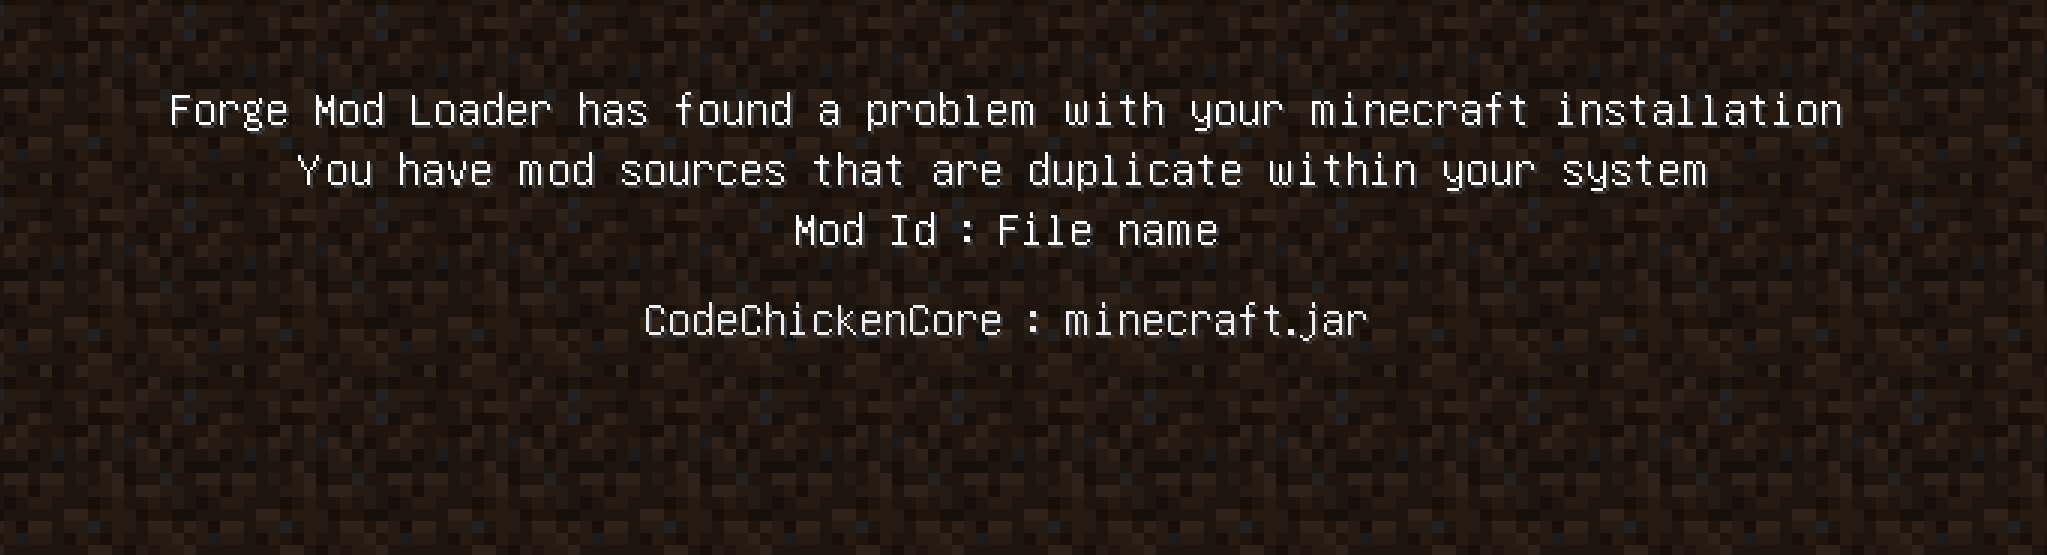 Forge Mod Loader has found a problem with your minecraft installation
You have mod sources that are duplicate within your system
Mod Id : File name
CodeChickenCore : minecraft.jar